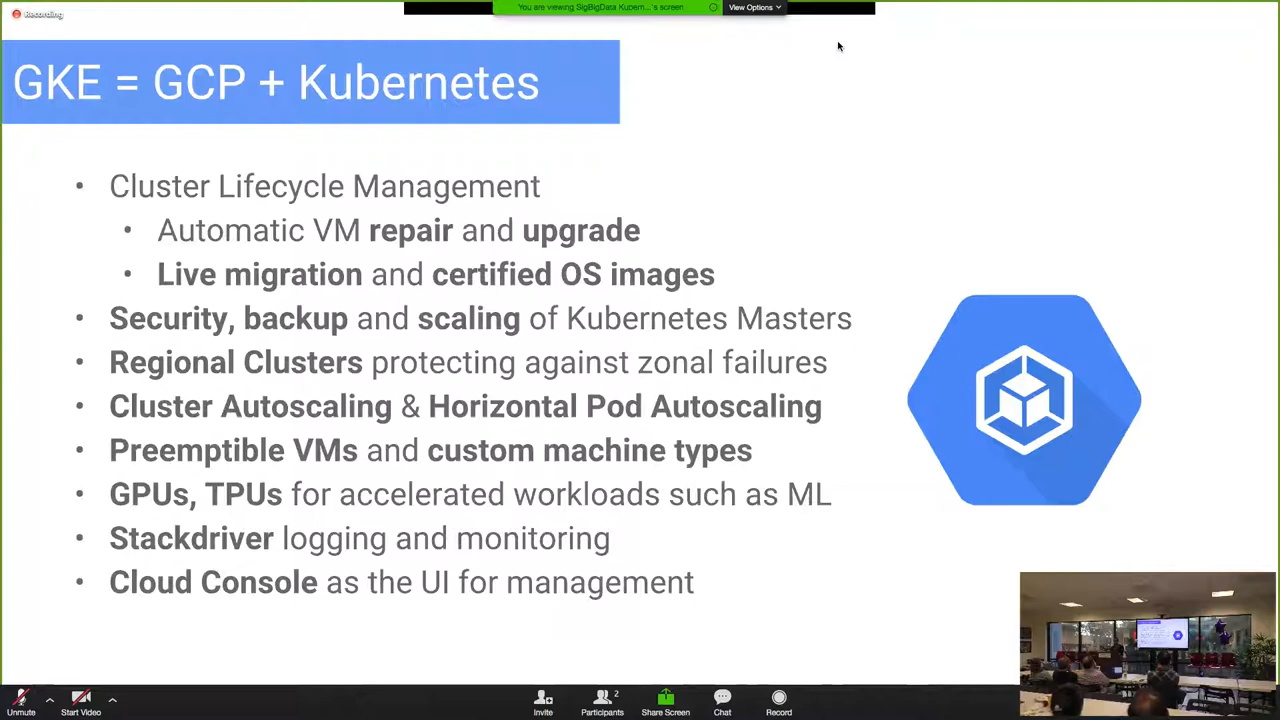 Recording
You are viewing SigBigData Kubern...'s screen
View Options
GKE = GCP + Kubernetes
• Cluster Lifecycle Management
• Automatic VM repair and upgrade
• Live migration and certified OS images
• Security, backup and scaling of Kubernetes Masters
• Regional Clusters protecting against zonal failures
• Cluster Autoscaling & Horizontal Pod Autoscaling
• Preemptible VMs and custom machine types
• GPUs, TPUs for accelerated workloads such as ML
• Stackdriver logging and monitoring
• Cloud Console as the UI for management
Unmute
Start Video
Invite
Participants 2
Share Screen
Chat
Record